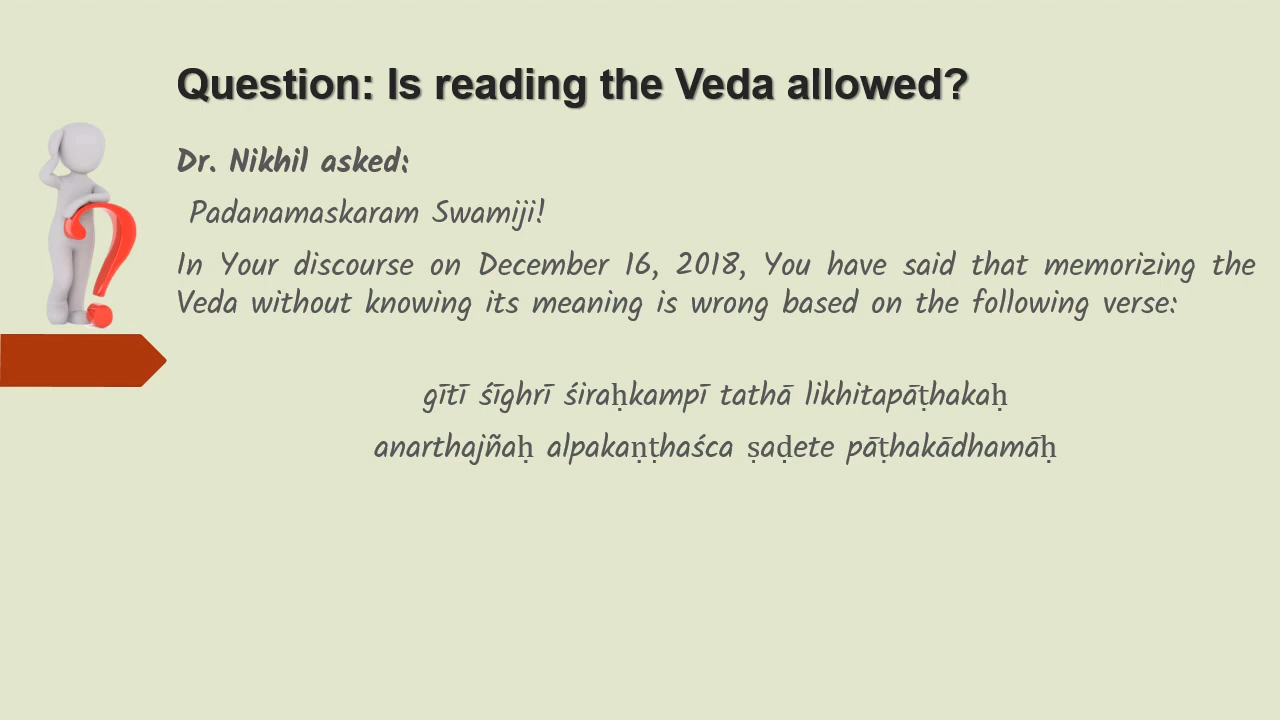 Question: Is reading the Veda allowed?
Dr. Nikhil asked:
Padanamaskaram Swamiji!
In Your discourse on December 16, 2018, You have said that memorizing the
Veda without knowing its meaning is wrong based on the following verse:
gītī śīghrī śiraḥkampī tathā likhitapāṭhakaḥ
anarthajñaḥ alpakaṇṭhaśca ṣaḍete pāṭhakādhamāḥ